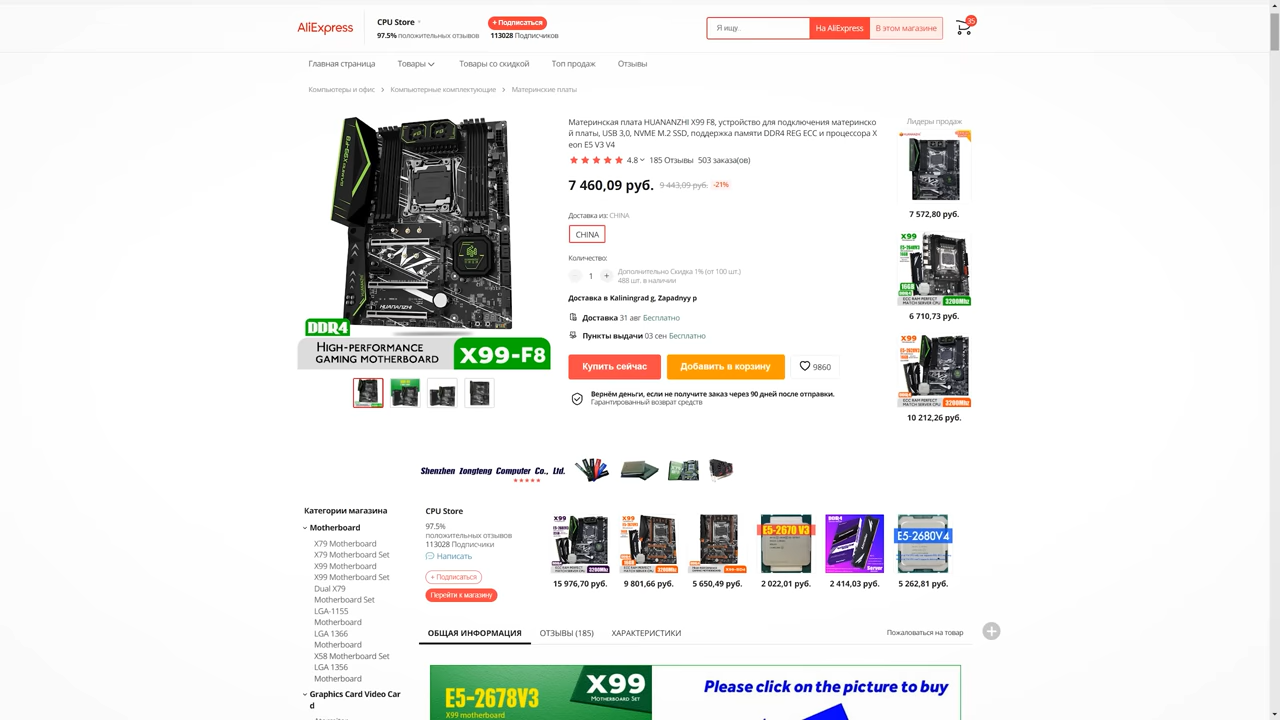 AliExpress
CPU Store
+ Подписаться
97.5% положительных отзывов
113028 Подписчиков
Я ищу...
На AliExpress
В этом магазине
35
Главная страница
Товары
Товары со скидкой
Топ продаж
Отзывы
Компьютеры и офис
Компьютерные комплектующие
Материнские платы
Материнская плата HUANANZHI X99 F8, устройство для подключения материнско
й платы, USB 3,0, NVME M.2 SSD, поддержка памяти DDR4 REG ECC и процессора X
eon E5 V3 V4
4.8
185 Отзывы
503 заказа(ов)
7 460,09 руб.
9 443,09 руб.
-21%
Доставка из: CHINA
CHINA
Количество:
- 1 +
Дополнительно Скидка 1% (от 100 шт.)
488 шт. в наличии
Доставка в Kaliningrad g, Zapadnyy p
Доставка 31 авг Бесплатно
Пункты выдачи 03 сен Бесплатно
Купить сейчас
Добавить в корзину
9860
Вернём деньги, если не получите заказ через 90 дней после отправки.
Гарантированный возврат средств
HUANANZHI
DDR4
High-performance
gaming motherboard
X99-F8
Лидеры продаж
7 572,80 руб.
X99
3200Mhz
6 710,73 руб.
X99
3200Mhz
10 212,26 руб.
Shenzhen Zongteng Computer Co., Ltd.
Категории магазина
Motherboard
X79 Motherboard
X79 Motherboard Set
X99 Motherboard
X99 Motherboard Set
Dual X79
Motherboard Set
LGA-1155
Motherboard
LGA 1366
Motherboard
X58 Motherboard Set
LGA 1356
Motherboard
Graphics Card Video Car
d
CPU Store
97.5%
положительных отзывов
113028 Подписчики
Написать
+ Подписаться
Перейти к магазину
X99
15 976,70 руб.
X99
9 801,66 руб.
5 650,49 руб.
E5-2670 V3
2 022,01 руб.
DDR4
Server
2 414,03 руб.
E5-2680V4
5 262,81 руб.
ОБЩАЯ ИНФОРМАЦИЯ
ОТЗЫВЫ (185)
ХАРАКТЕРИСТИКИ
Пожаловаться на товар
E5-2678V3
X99 motherboard
X99
Motherboard Set
Please click on the picture to buy